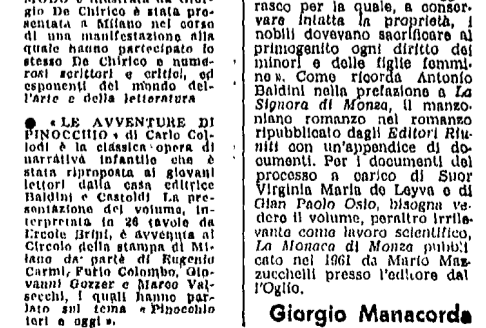 gio De Chirico è stata pre-
sentata a Milano nel corso
di una manifestazione alla
quale hanno partecipato lo
stesso De Chirico e nume-
rosi scrittori e critici, ed
esponenti del mondo del-
l'arte e della letteratura
● « LE AVVENTURE DI
PINOCCHIO » di Carlo Col-
lodi è la classica opera di
narrativa infantile che è
stata riproposta ai giovani
lettori dalla casa editrice
Baldini e Castoldi. La pre-
sentazione del volume, in-
terpretato in 26 tavole da
Ercole Brini, è avvenuta al
Circolo della stampa di Mi-
lano da parte di Eugenio
Carmi, Furio Colombo, Gio-
vanni Gozzer e Marco Val-
secchi, i quali hanno par-
lato sul tema « Pinocchio
ieri e oggi ».
rasco per la quale, a conser-
vare intatta la proprietà, i
nobili dovevano sacrificare al
primogenito ogni diritto dei
minori e delle figlie femmi-
ne ». Come ricorda Antonio
Baldini nella prefazione a La
Signora di Monza, il manzo-
niano romanzo nel romanzo
ripubblicato dagli Editori Riu-
niti con un'appendice di do-
cumenti. Per i documenti del
processo a carico di Suor
Virginia Maria de Leyva e di
Gian Paolo Osio, bisogna ve-
dere il volume, peraltro irrile-
vante come lavoro scientifico,
La Monaca di Monza pubbli
cato nel 1961 da Mario Maz-
zucchelli presso l'editore dal
l'Oglio.
Giorgio Manacorda